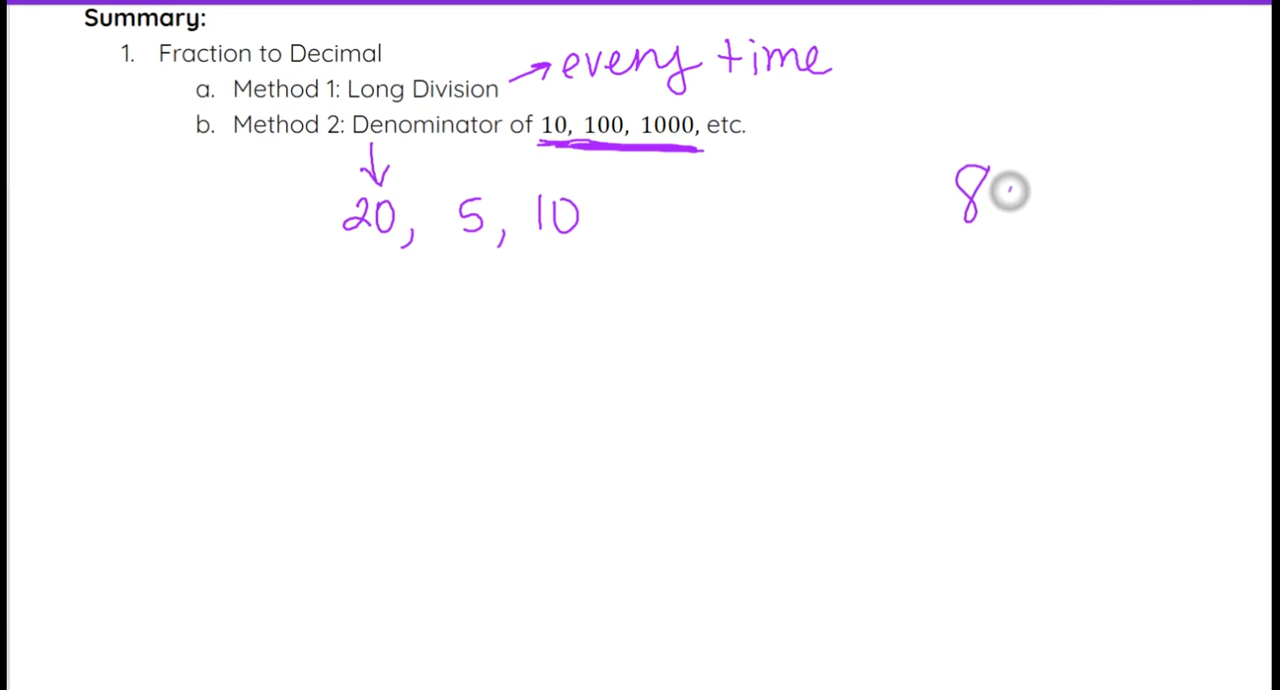 Summary:
1. Fraction to Decimal
a. Method 1: Long Division → every time
b. Method 2: Denominator of 10, 100, 1000, etc.
↓
20, 5, 10
8